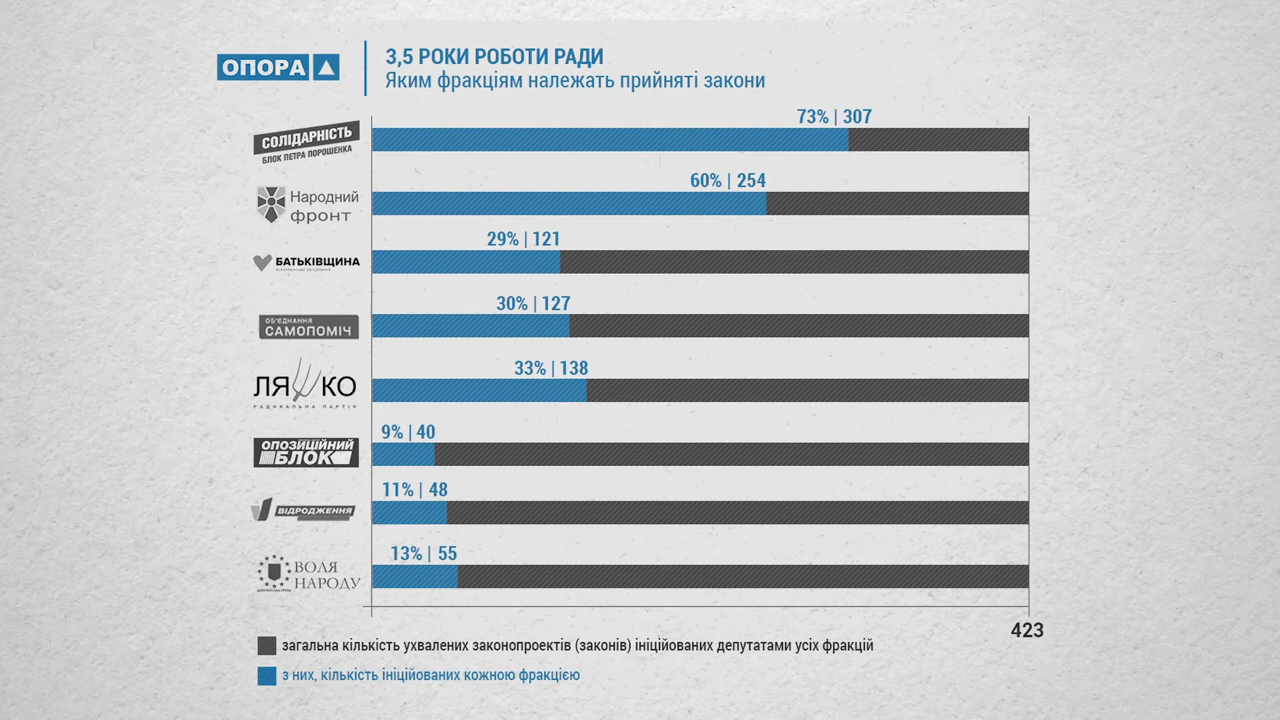 ОПОРА
3,5 РОКИ РОБОТИ РАДИ
Яким фракціям належать прийняті закони
73% | 307
СОЛІДАРНІСТЬ
БЛОК ПЕТРА ПОРОШЕНКА
60% | 254
Народний
фронт
29% | 121
БАТЬКІВЩИНА
30% | 127
ОБ'ЄДНАННЯ
САМОПОМІЧ
33% | 138
ЛЯШКО
РАДИКАЛЬНА ПАРТІЯ
9% | 40
ОПОЗИЦІЙНИЙ
БЛОК
11% | 48
ВІДРОДЖЕННЯ
13% | 55
ВОЛЯ
НАРОДУ
423
загальна кількість ухвалених законопроектів (законів) ініційованих депутатами усіх фракцій
з них, кількість ініційованих кожною фракцією